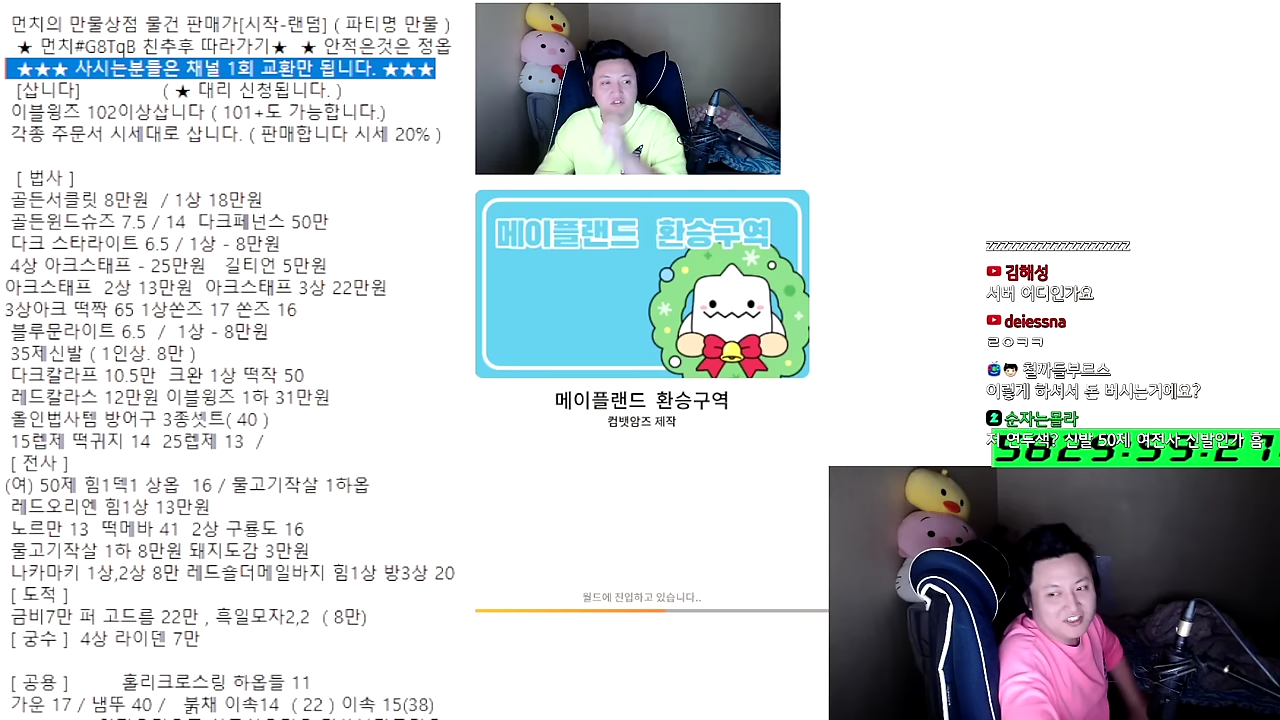 먼치의 만물상점 물건 판매가[시작-랜덤] ( 파티명 만물 )
★ 먼치#G8TqB 친추후 따라가기★ ★ 안적은것은 정옵
★★★ 사시는분들은 채널 1회 교환만 됩니다. ★★★
[삽니다] ( ★ 대리 신청됩니다. )
이블윙즈 102이상삽니다 ( 101+도 가능합니다.)
각종 주문서 시세대로 삽니다. ( 판매합니다 시세 20% )
[ 법사 ]
골든서클릿 8만원 / 1상 18만원
골든윈드슈즈 7.5 / 14 다크페넌스 50만
다크 스타라이트 6.5 / 1상 - 8만원
4상 아크스태프 - 25만원 길티언 5만원
아크스태프 2상 13만원 아크스태프 3상 22만원
3상아크 떡짝 65 1상쏜즈 17 쏜즈 16
블루문라이트 6.5 / 1상 - 8만원
35제신발 ( 1인상. 8만 )
다크칼라프 10.5만 크완 1상 떡작 50
레드칼라스 12만원 이블윙즈 1하 31만원
올인법사템 방어구 3종셋트( 40 )
15렙제 떡귀지 14 25렙제 13 /
[ 전사 ]
(여) 50제 힘1덱1 상옵 16 / 물고기작살 1하옵
레드오리엔 힘1상 13만원
노르만 13 떡메바 41 2상 구룡도 16
물고기작살 1하 8만원 돼지도감 3만원
나카마키 1상,2상 8만 레드숄더메일바지 힘1상 방3상 20
[ 도적 ]
금비7만 퍼 고드름 22만 , 흑일모자2,2 ( 8만)
[ 궁수 ] 4상 라이덴 7만
[ 공용 ] 홀리크로스링 하옵들 11
가운 17 / 냄뚜 40 / 붉채 이속14 ( 22 ) 이속 15(38)
메이플랜드 환승구역
메이플랜드 환승구역
컴뱃암즈 제작
월드에 진입하고 있습니다..
김해성
서버 어디인가요
deiessna
ㄹㅇㅋㅋ
칠까들부르스
이렇게 하셔서 돈 버시는거에요?
순자는몰라
저 연두색? 신발 50제 여전사 신발인가 흠